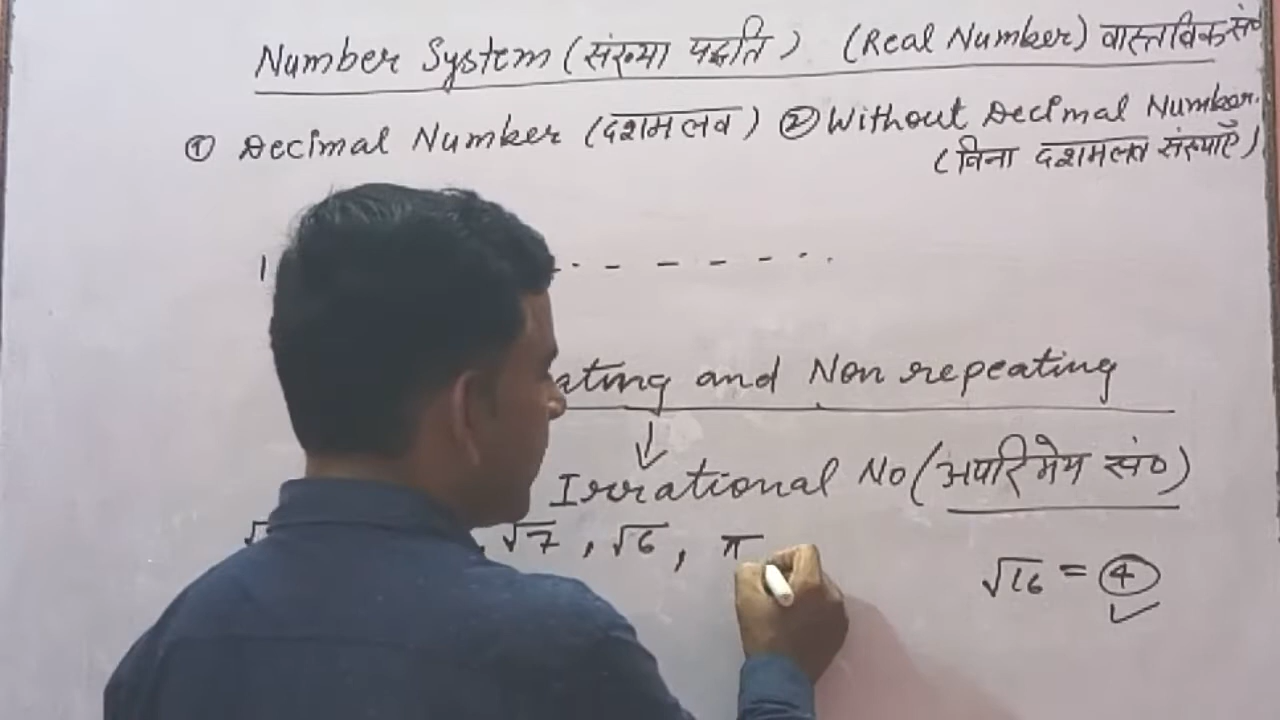 Number System (संख्या पद्धति) (Real Number) वास्तविक सं०
① Decimal Number (दशमलव) ② Without Decimal Number.
(विना दशमलव संख्याएँ)
ating and Non repeating
↓
Irrational No (अपरिमेय सं०)
√7 , √6 , π
√16 = 4 ✓